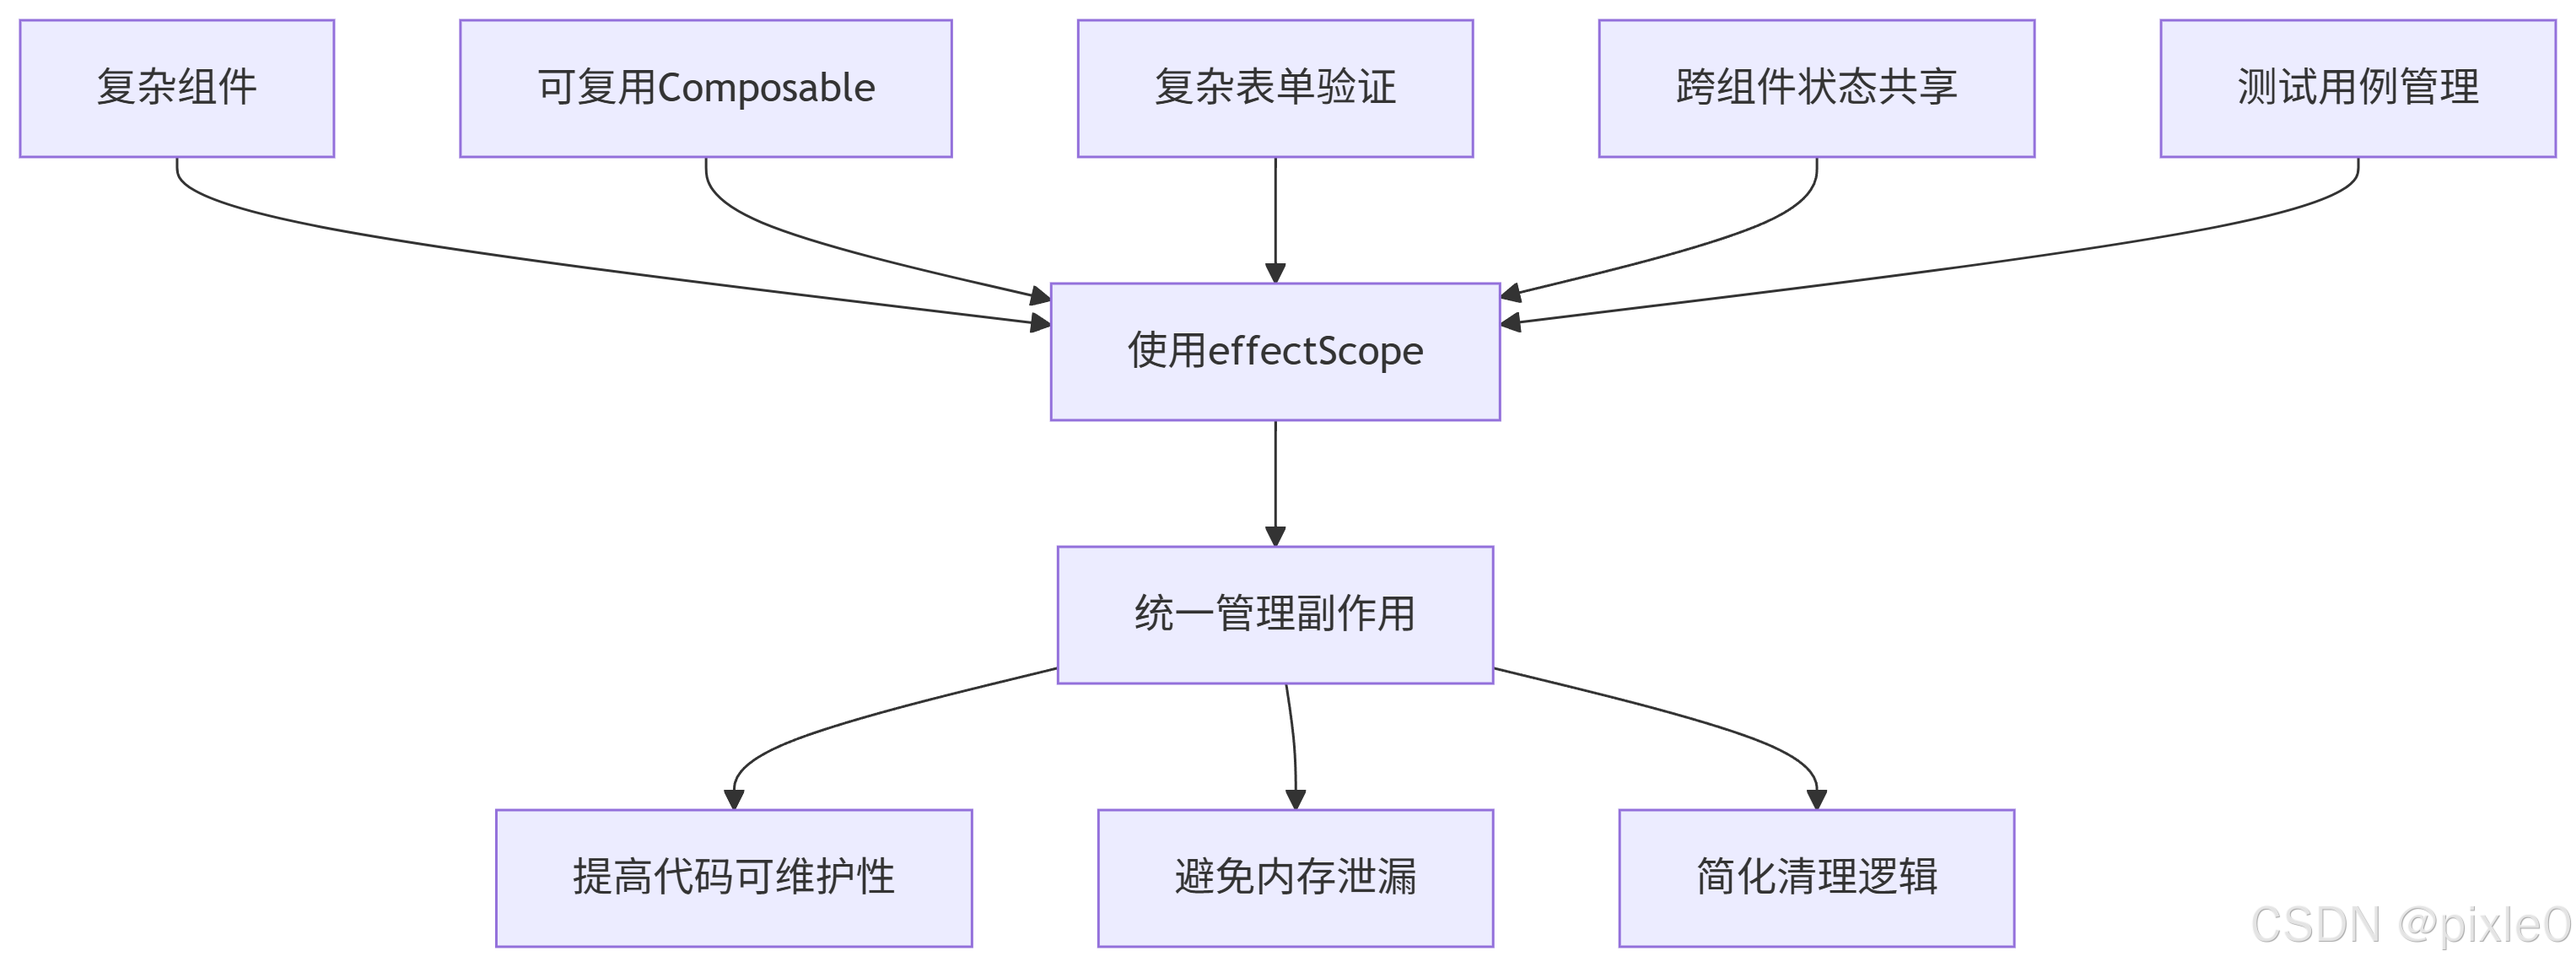 复杂组件
可复用Composable
复杂表单验证
跨组件状态共享
测试用例管理
使用effectScope
统一管理副作用
提高代码可维护性
避免内存泄漏
简化清理逻辑
CSDN @pixle0